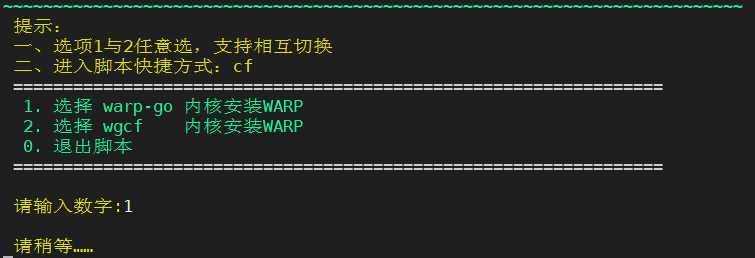 ~~~~~~~~~~~~~~~~~~~~~~~~~~~~~~~~~~~~~~~~~~~~~~~~~~~~~~~~~~~~~~~~~~~~~~~~~~
提示：
一、选项1与2任意选，支持相互切换
二、进入脚本快捷方式：cf
=================================================================
1. 选择 warp-go 内核安装WARP
2. 选择 wgcf 内核安装WARP
0. 退出脚本
=================================================================
请输入数字:1
请稍等……